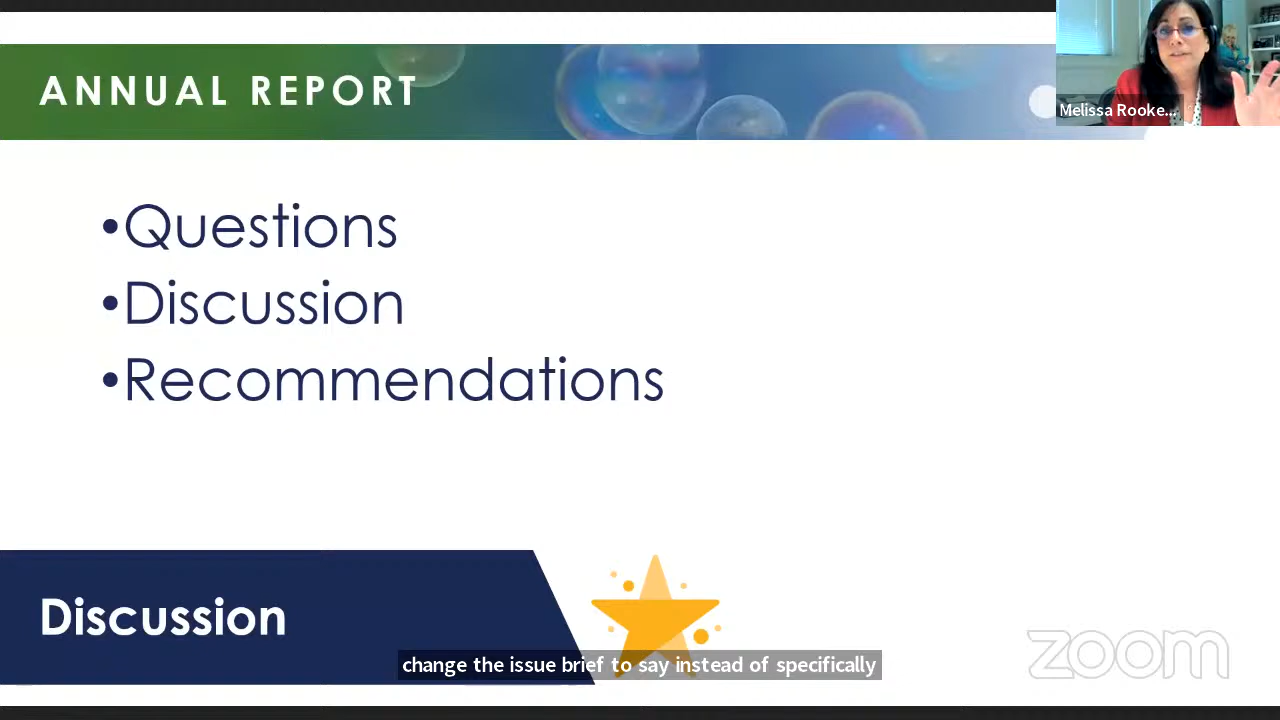 ANNUAL REPORT
Melissa Rooke...
•Questions
•Discussion
•Recommendations
Discussion
change the issue brief to say instead of specifically
zoom